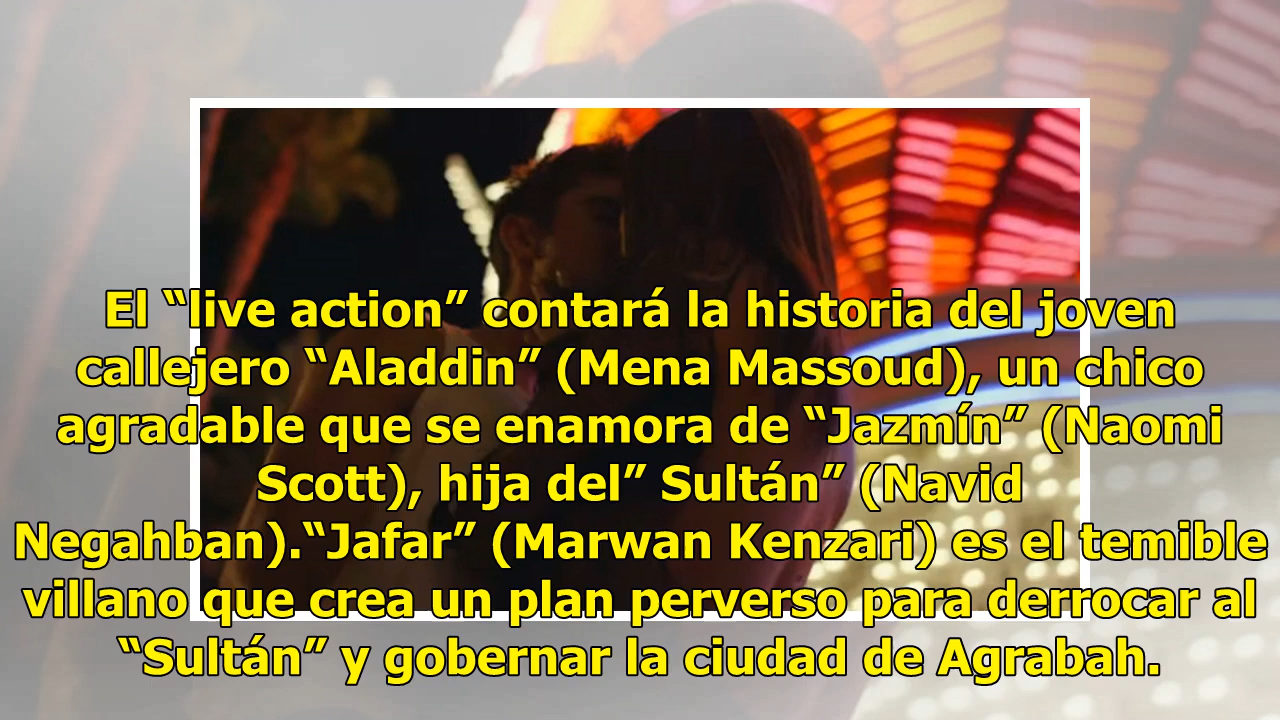 El “live action” contará la historia del joven
callejero “Aladdin” (Mena Massoud), un chico
agradable que se enamora de “Jazmín” (Naomi
Scott), hija del” Sultán” (Navid
Negahban).“Jafar” (Marwan Kenzari) es el temible
villano que crea un plan perverso para derrocar al
“Sultán” y gobernar la ciudad de Agrabah.